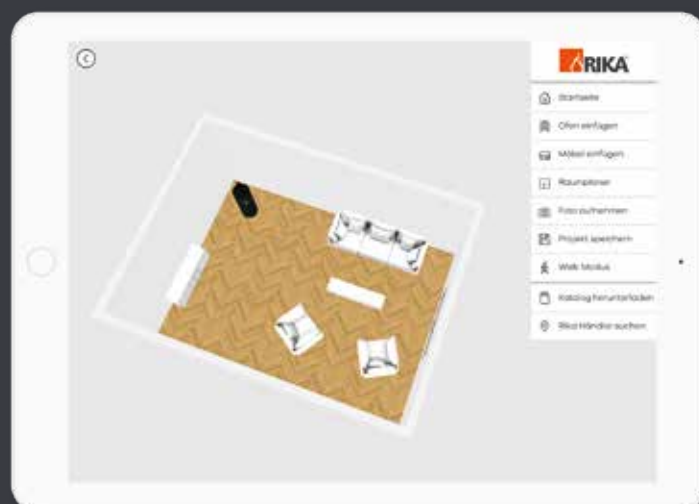 RIKA
Startseite
Ofen einfügen
Möbel einfügen
Raumplaner
Foto aufnehmen
Projekt speichern
Walk Modus
Katalog herunterladen
Rika Händler suchen